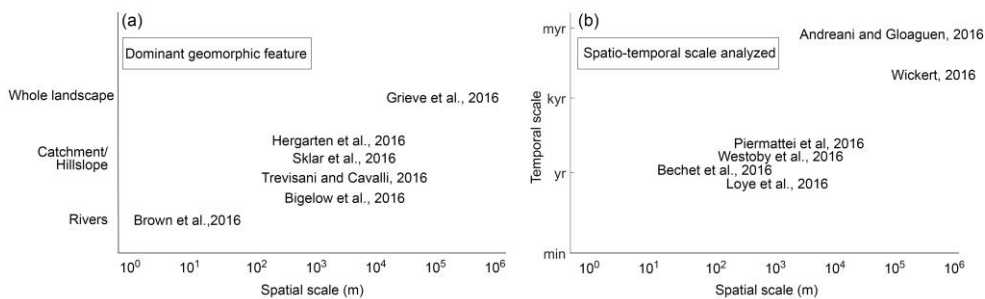 (a)
Dominant geomorphic feature
Whole landscape
Grieve et al., 2016
Hergarten et al., 2016
Catchment/
Hillslope
Sklar et al., 2016
Trevisani and Cavalli, 2016
Bigelow et al., 2016
Rivers
Brown et al.,2016
10⁰ 10¹ 10² 10³ 10⁴ 10⁵ 10⁶
Spatial scale (m)
(b)
myr
Andreani and Gloaguen, 2016
Spatio-temporal scale analyzed
Wickert, 2016
kyr
Temporal scale
Piermattei et al, 2016
Westoby et al., 2016
yr
Bechet et al., 2016
Loye et al., 2016
min
10⁰ 10¹ 10² 10³ 10⁴ 10⁵ 10⁶
Spatial scale (m)